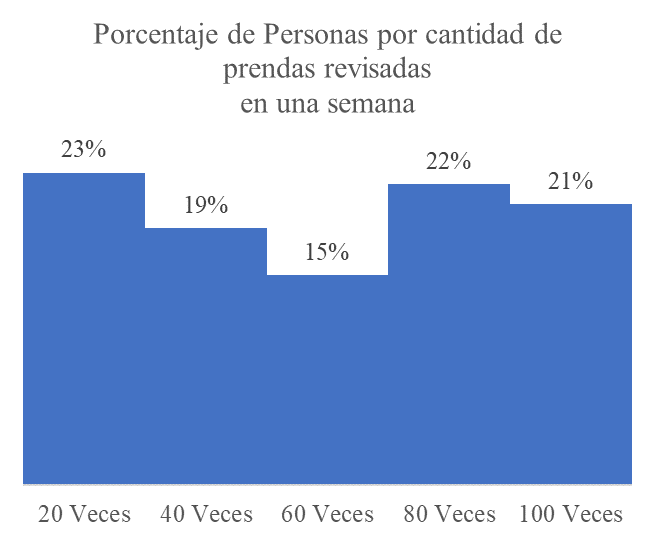 Porcentaje de Personas por cantidad de
prendas revisadas
en una semana
23%
19%
15%
22%
21%
20 Veces
40 Veces
60 Veces
80 Veces
100 Veces